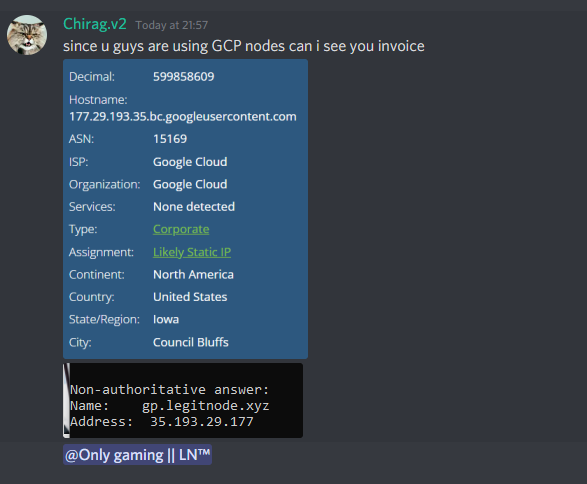 Chirag.v2 Today at 21:57
since u guys are using GCP nodes can i see you invoice
Decimal: 599858609
Hostname:
177.29.193.35.bc.googleusercontent.com
ASN: 15169
ISP: Google Cloud
Organization: Google Cloud
Services: None detected
Type: Corporate
Assignment: Likely Static IP
Continent: North America
Country: United States
State/Region: Iowa
City: Council Bluffs
Non-authoritative answer:
Name: gp.legitnode.xyz
Address: 35.193.29.177
@Only gaming || LN™